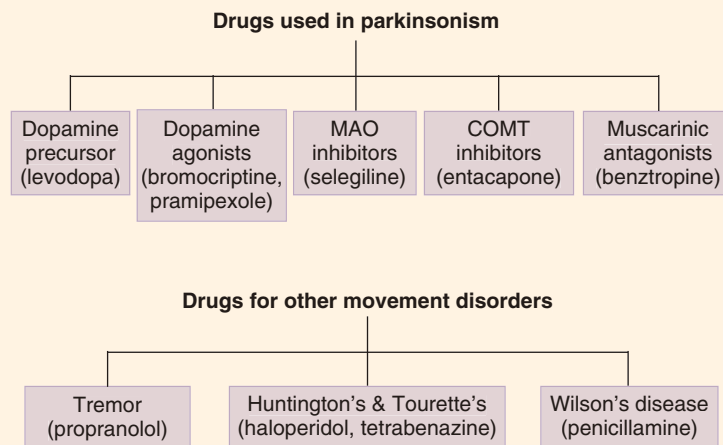 Drugs used in parkinsonism
Dopamine
precursor
(levodopa)
Dopamine
agonists
(bromocriptine,
pramipexole)
MAO
inhibitors
(selegiline)
COMT
inhibitors
(entacapone)
Muscarinic
antagonists
(benztropine)
Drugs for other movement disorders
Tremor
(propranolol)
Huntington's & Tourette's
(haloperidol, tetrabenazine)
Wilson's disease
(penicillamine)